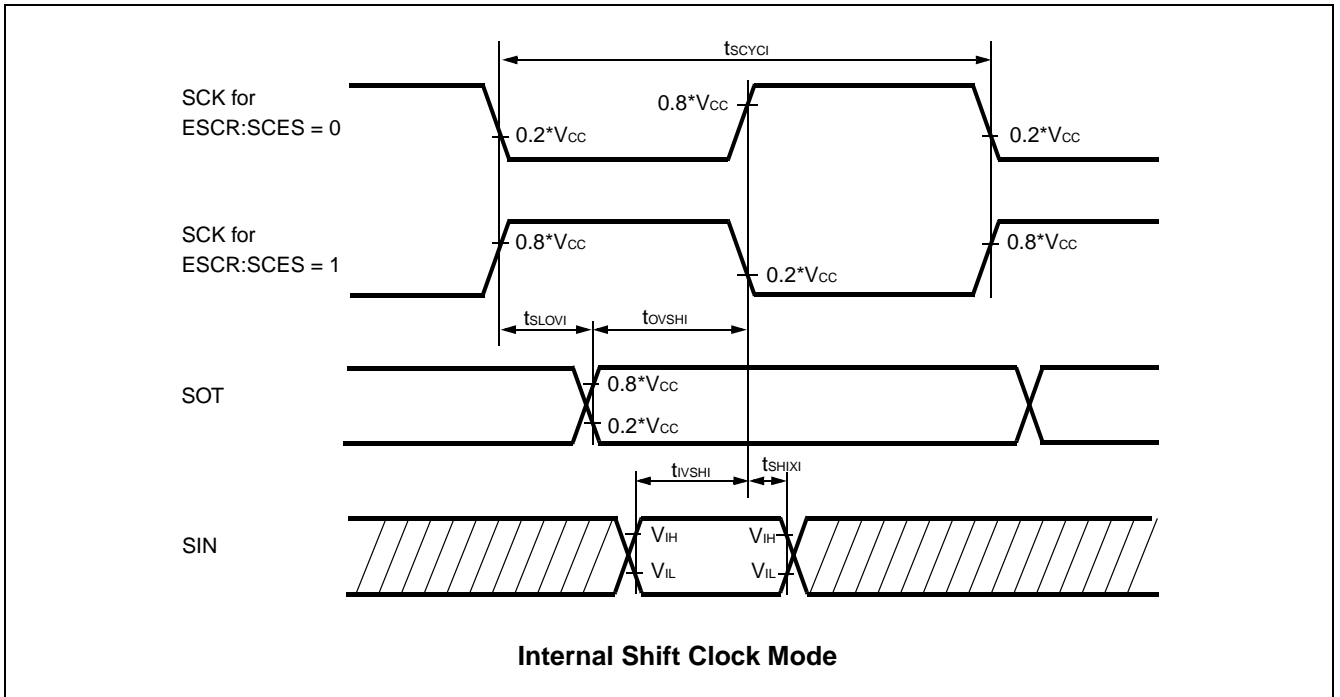 tSCYCI
SCK for
ESCR:SCES = 0
0.8*VCC
0.2*VCC
0.2*VCC
SCK for
ESCR:SCES = 1
0.8*VCC
0.8*VCC
0.2*VCC
tSLOVI
tOVSHI
SOT
0.8*VCC
0.2*VCC
tIVSHI
tSHIXI
SIN
VIH
VIH
VIL
VIL
Internal Shift Clock Mode